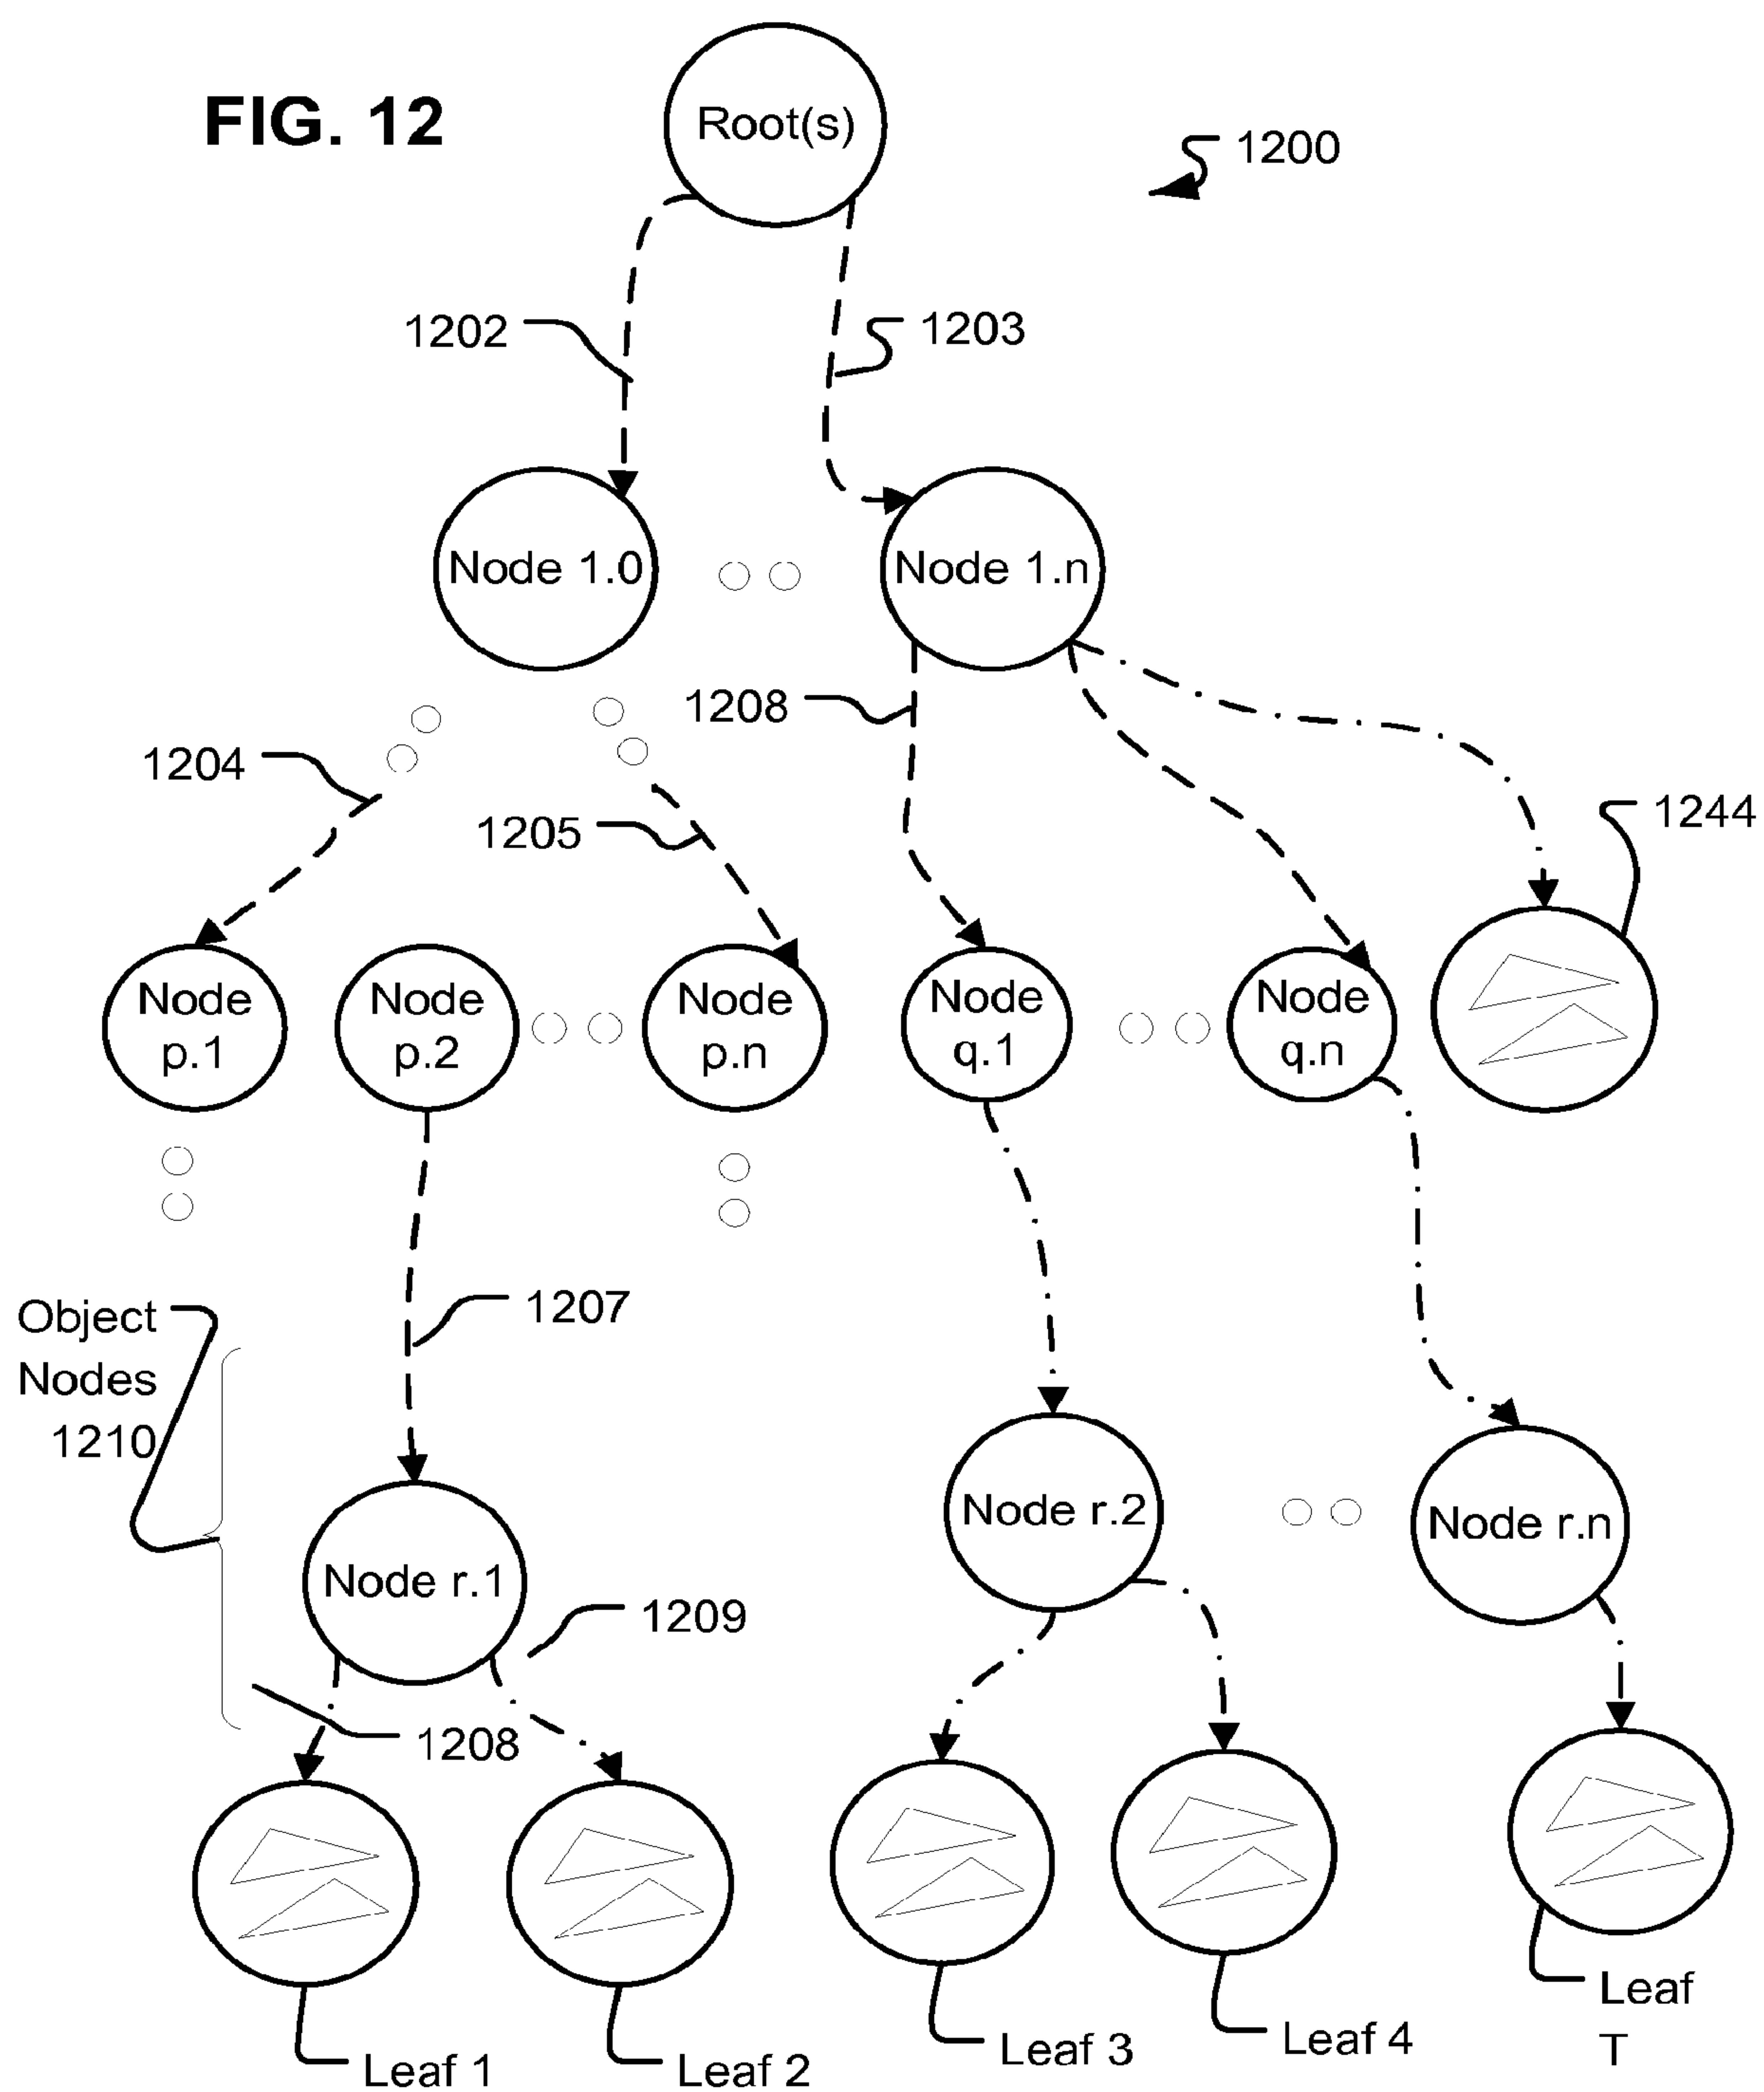 FIG. 12
Root(s)
1200
1202
1203
Node 1.0
Node 1.n
1208
1204
1205
1244
Node
p.1
Node
p.2
Node
p.n
Node
q.1
Node
q.n
Object
Nodes
1210
1207
Node r.1
Node r.2
Node r.n
1209
1208
Leaf 1
Leaf 2
Leaf 3
Leaf 4
Leaf
T